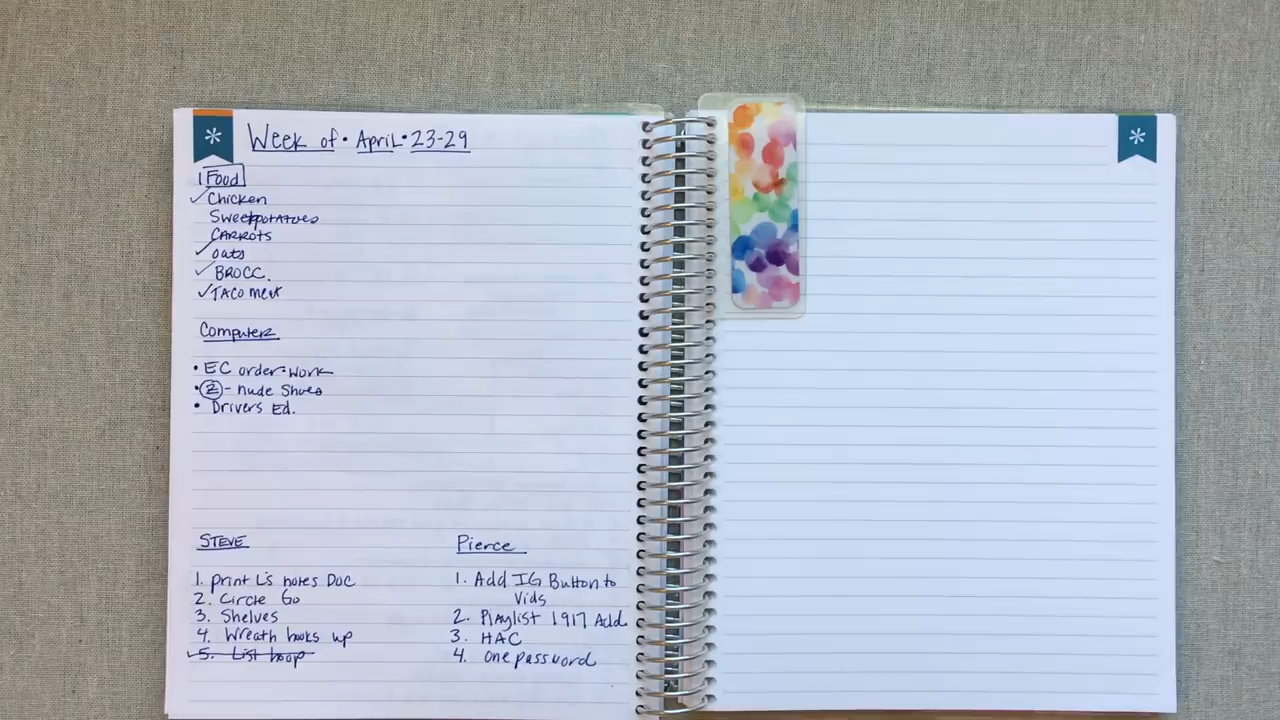 Week of • April • 23-29
Food
✓ Chicken
Sweetpotatoes
CARROTS
✓ oats
✓ BROCC.
✓ TACO meat
Computer
• EC order-work
• 2 - nude Shoes
• Drivers Ed.
STEVE
1. print L's notes Doc
2. Circle Go
3. Shelves
4. Wreath hooks up
✓ 5. List hoop
Pierce
1. Add IG Button to
Vids
2. Playlist 1917 Add
3. HAC
4. one password